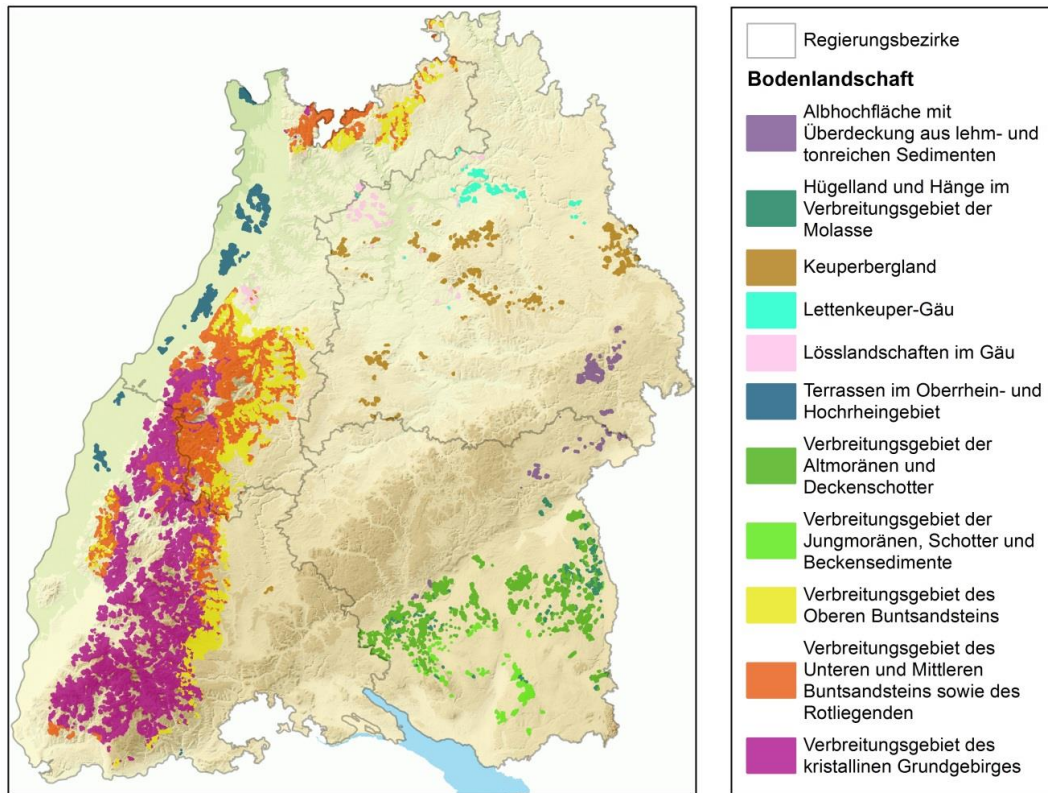 Regierungsbezirke
Bodenlandschaft
Albhochfläche mit
Überdeckung aus lehm- und
tonreichen Sedimenten
Hügelland und Hänge im
Verbreitungsgebiet der
Molasse
Keuperbergland
Lettenkeuper-Gäu
Lösslandschaften im Gäu
Terrassen im Oberrhein- und
Hochrheingebiet
Verbreitungsgebiet der
Altmoränen und
Deckenschotter
Verbreitungsgebiet der
Jungmoränen, Schotter und
Beckensedimente
Verbreitungsgebiet des
Oberen Buntsandsteins
Verbreitungsgebiet des
Unteren und Mittleren
Buntsandsteins sowie des
Rotliegenden
Verbreitungsgebiet des
kristallinen Grundgebirges